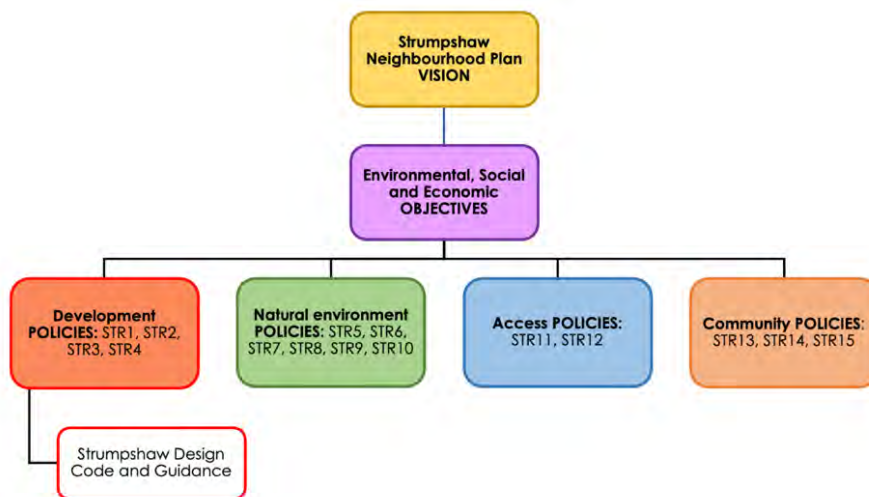 Strumpshaw
Neighbourhood Plan
VISION
Environmental, Social
and Economic
OBJECTIVES
Development
POLICIES: STR1, STR2,
STR3, STR4
Natural environment
POLICIES: STR5, STR6,
STR7, STR8, STR9, STR10
Access POLICIES:
STR11, STR12
Community POLICIES:
STR13, STR14, STR15
Strumpshaw Design
Code and Guidance